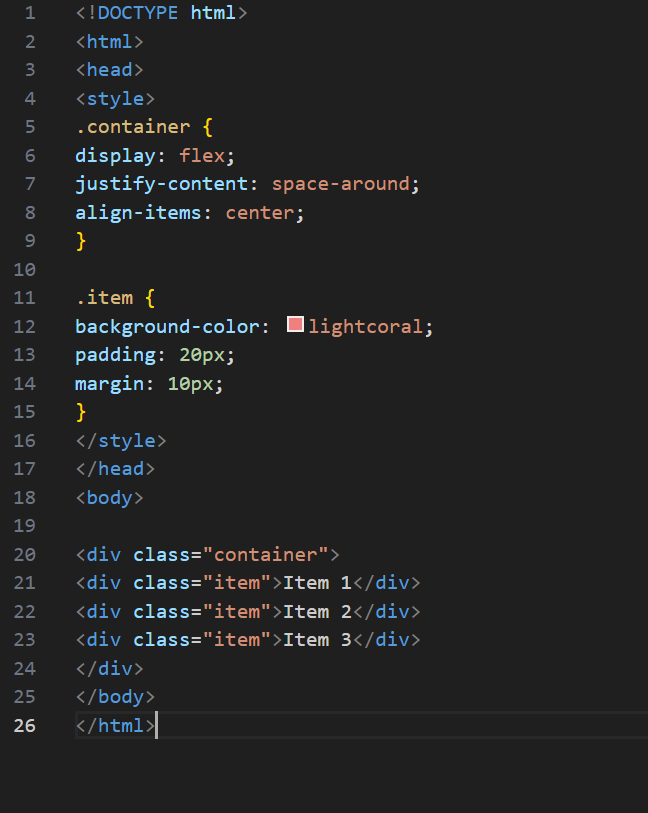 1 <!DOCTYPE html>
2 <html>
3 <head>
4 <style>
5 .container {
6 display: flex;
7 justify-content: space-around;
8 align-items: center;
9 }
10
11 .item {
12 background-color: lightcoral;
13 padding: 20px;
14 margin: 10px;
15 }
16 </style>
17 </head>
18 <body>
19
20 <div class="container">
21 <div class="item">Item 1</div>
22 <div class="item">Item 2</div>
23 <div class="item">Item 3</div>
24 </div>
25 </body>
26 </html>